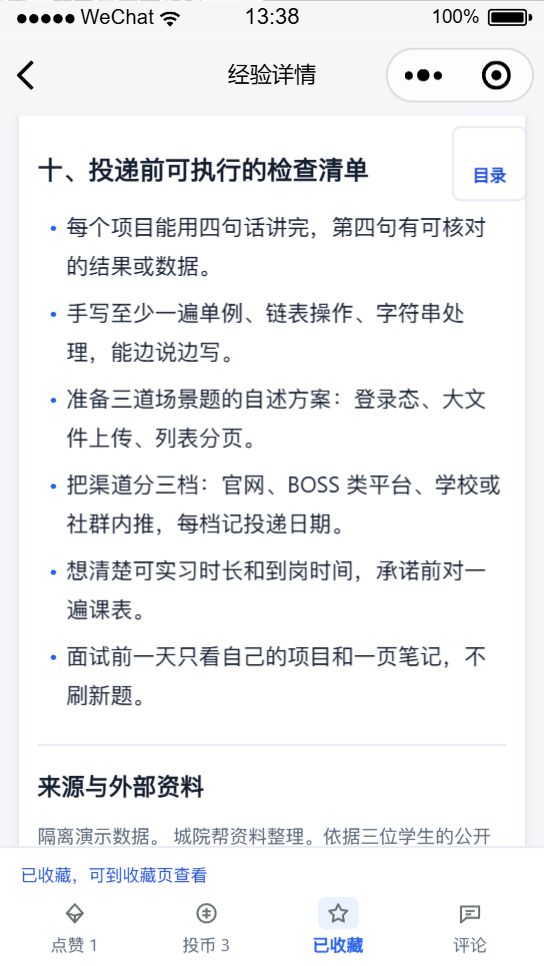 WeChat 13:38 100%
经验详情
十、投递前可执行的检查清单
目录
• 每个项目能用四句话讲完，第四句有可核对
的结果或数据。
• 手写至少一遍单例、链表操作、字符串处
理，能边说边写。
• 准备三道场景题的自述方案：登录态、大文
件上传、列表分页。
• 把渠道分三档：官网、BOSS 类平台、学校或
社群内推，每档记投递日期。
• 想清楚可实习时长和到岗时间，承诺前对一
遍课表。
• 面试前一天只看自己的项目和一页笔记，不
刷新题。
来源与外部资料
隔离演示数据。 城院帮资料整理。依据三位学生的公开
已收藏，可到收藏页查看
点赞 1 投币 3 已收藏 评论